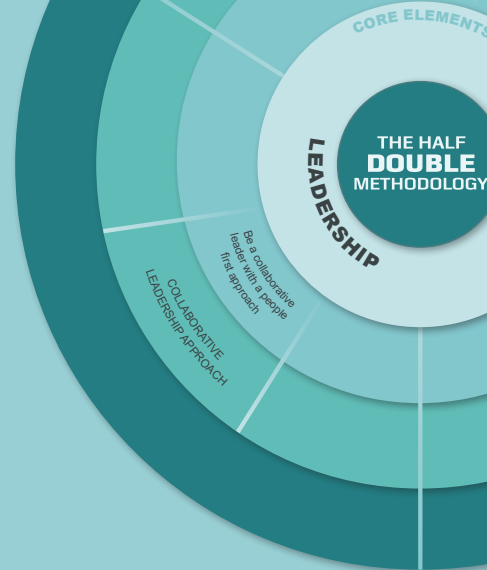 CORE ELEMENTS
THE HALF
DOUBLE
METHODOLOGY
LEADERSHIP
Be a collaborative
leader with a people
first approach
COLLABORATIVE
LEADERSHIP APPROACH